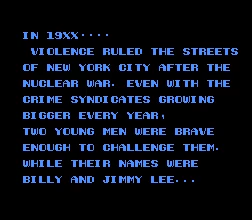 IN 19XX····
VIOLENCE RULED THE STREETS
OF NEW YORK CITY AFTER THE
NUCLEAR WAR. EVEN WITH THE
CRIME SYNDICATES GROWING
BIGGER EVERY YEAR,
TWO YOUNG MEN WERE BRAVE
ENOUGH TO CHALLENGE THEM.
WHILE THEIR NAMES WERE
BILLY AND JIMMY LEE...